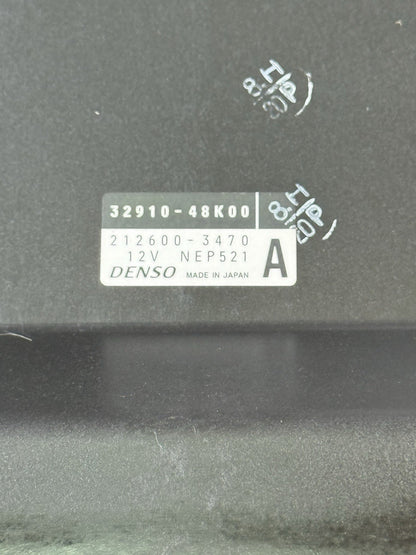 32910-48K00
212600-3470
12V NEP521
DENSO MADE IN JAPAN
A